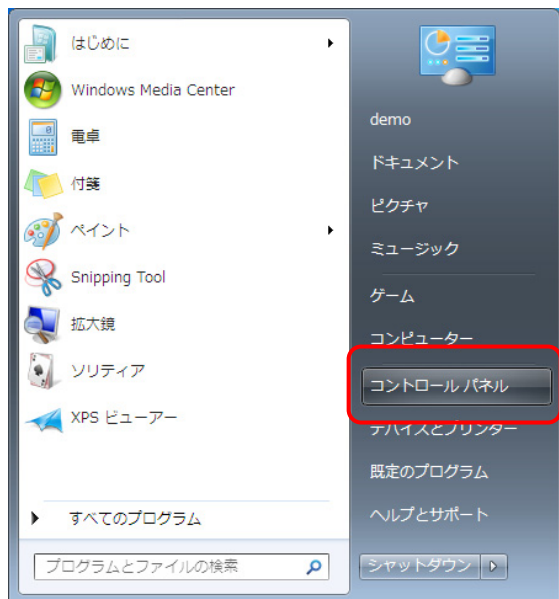 はじめに
Windows Media Center
電卓
付箋
ペイント
Snipping Tool
拡大鏡
ソリティア
XPS ビューアー
すべてのプログラム
プログラムとファイルの検索
demo
ドキュメント
ピクチャ
ミュージック
ゲーム
コンピューター
コントロール パネル
デバイスとプリンター
既定のプログラム
ヘルプとサポート
シャットダウン